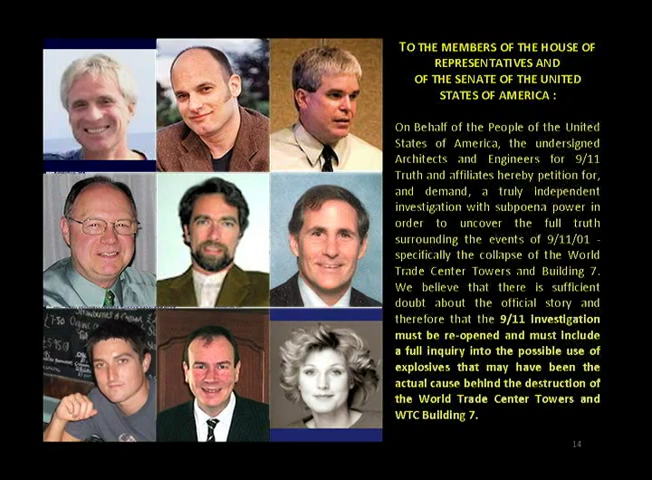 TO THE MEMBERS OF THE HOUSE OF
REPRESENTATIVES AND
OF THE SENATE OF THE UNITED
STATES OF AMERICA :
On Behalf of the People of the United
States of America, the undersigned
Architects and Engineers for 9/11
Truth and affiliates hereby petition for,
and demand, a truly independent
investigation with subpoena power in
order to uncover the full truth
surrounding the events of 9/11/01 -
specifically the collapse of the World
Trade Center Towers and Building 7.
We believe that there is sufficient
doubt about the official story and
therefore that the 9/11 investigation
must be re-opened and must include
a full inquiry into the possible use of
explosives that may have been the
actual cause behind the destruction of
the World Trade Center Towers and
WTC Building 7.
14